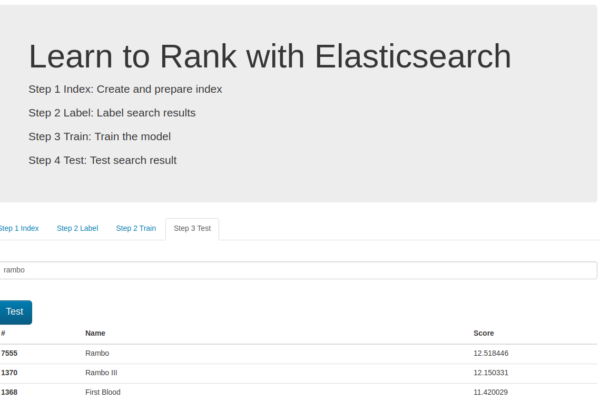 Learn to Rank with Elasticsearch
Step 1 Index: Create and prepare index
Step 2 Label: Label search results
Step 3 Train: Train the model
Step 4 Test: Test search result
Step 1 Index Step 2 Label Step 2 Train Step 3 Test
rambo
Test
# Name Score
7555 Rambo 12.518446
1370 Rambo III 12.150331
1368 First Blood 11.420029